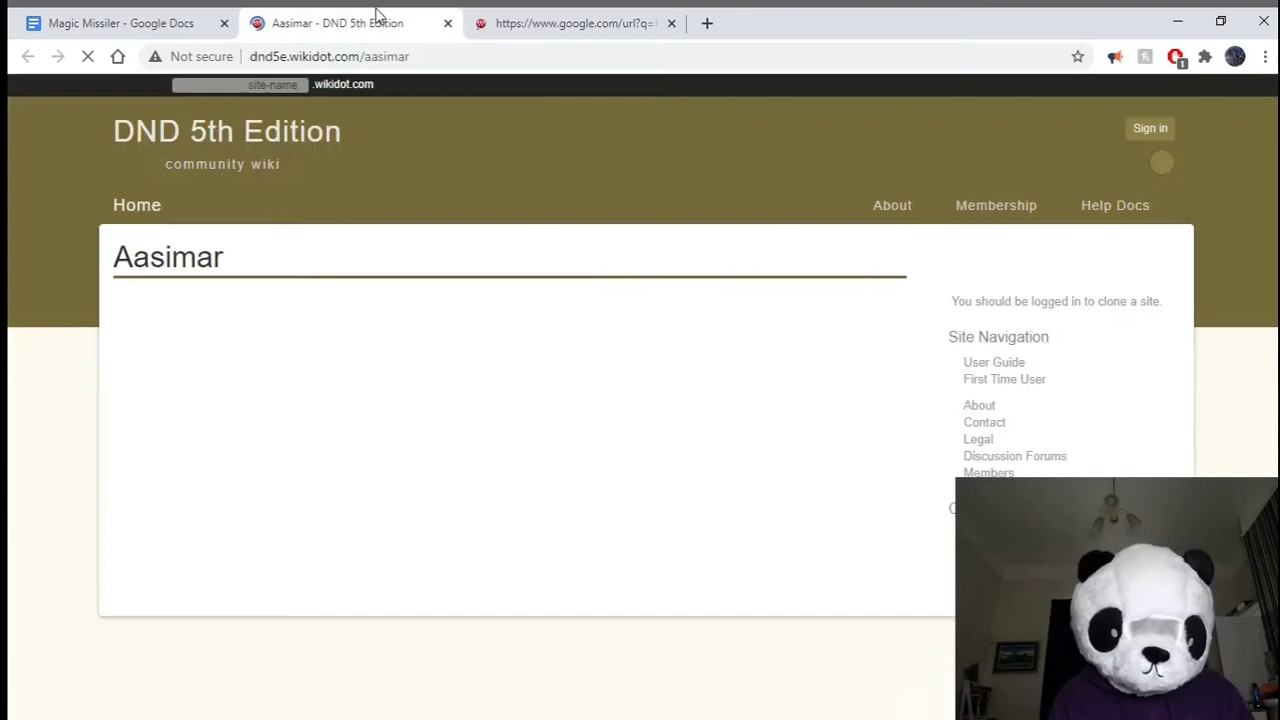 Magic Missiler - Google Docs
Aasimar - DND 5th Edition
https://www.google.com/url?q=
Not secure
dnd5e.wikidot.com/aasimar
1
site-name .wikidot.com
DND 5th Edition
community wiki
Sign in
Home
About
Membership
Help Docs
Aasimar
You should be logged in to clone a site.
Site Navigation
User Guide
First Time User
About
Contact
Legal
Discussion Forums
Members